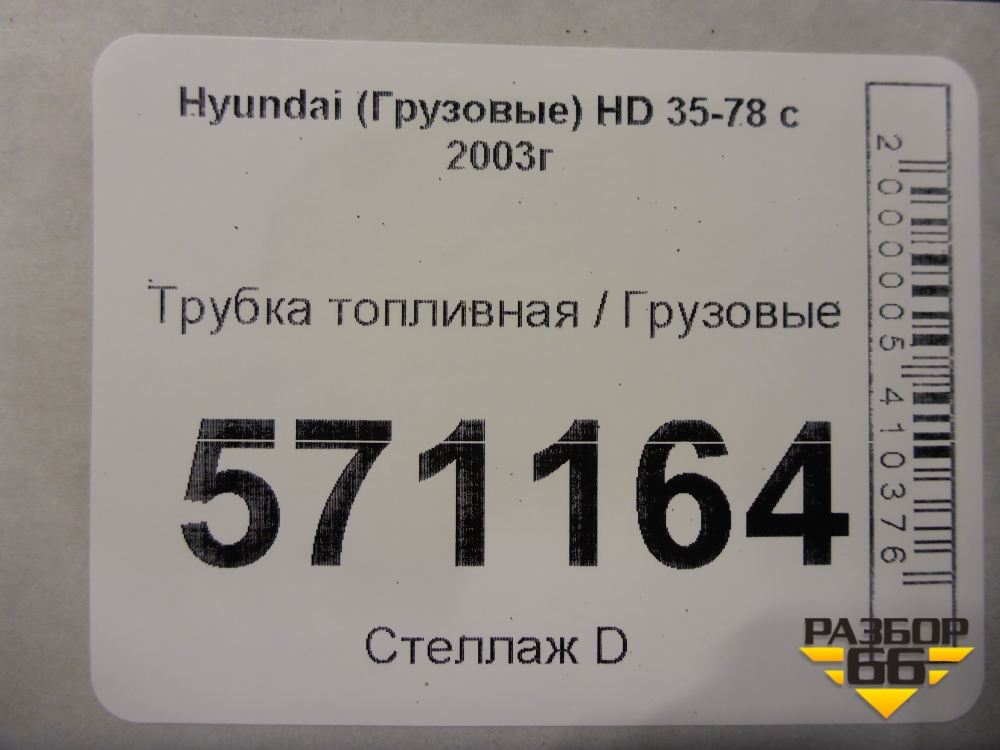 Hyundai (Грузовые) HD 35-78 с
2003г
Трубка топливная / Грузовые
571164
Стеллаж D
2000005410376
РАЗБОР
66